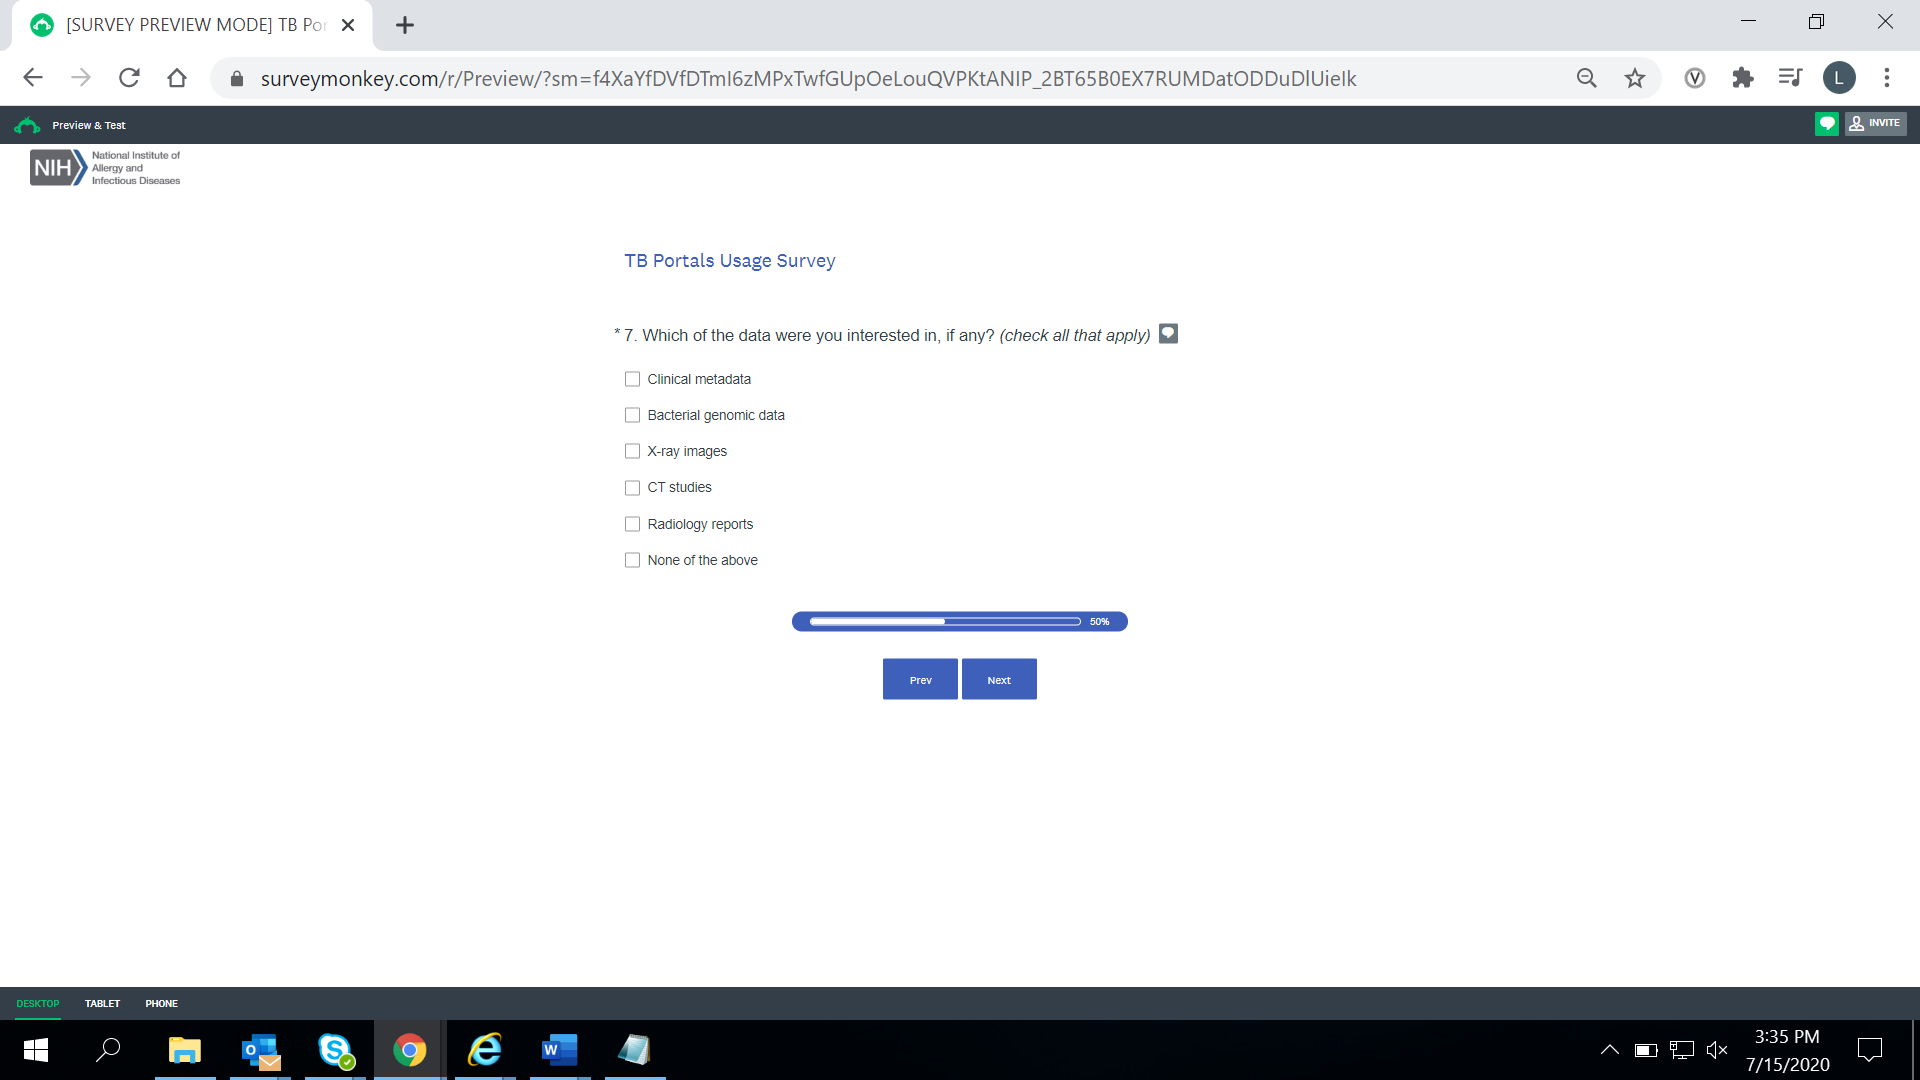 [SURVEY PREVIEW MODE] TB Por
surveymonkey.com/r/Preview/?sm=f4XaYfDVfDTml6zMPxTwfGUpOeLouQVPKtANIP_2BT65B0EX7RUMDatODDuDlUieIk
L
Preview & Test
INVITE
NIH
National Institute of
Allergy and
Infectious Diseases
TB Portals Usage Survey
* 7. Which of the data were you interested in, if any? (check all that apply)
Clinical metadata
Bacterial genomic data
X-ray images
CT studies
Radiology reports
None of the above
50%
Prev Next
DESKTOP TABLET PHONE
3:35 PM
7/15/2020